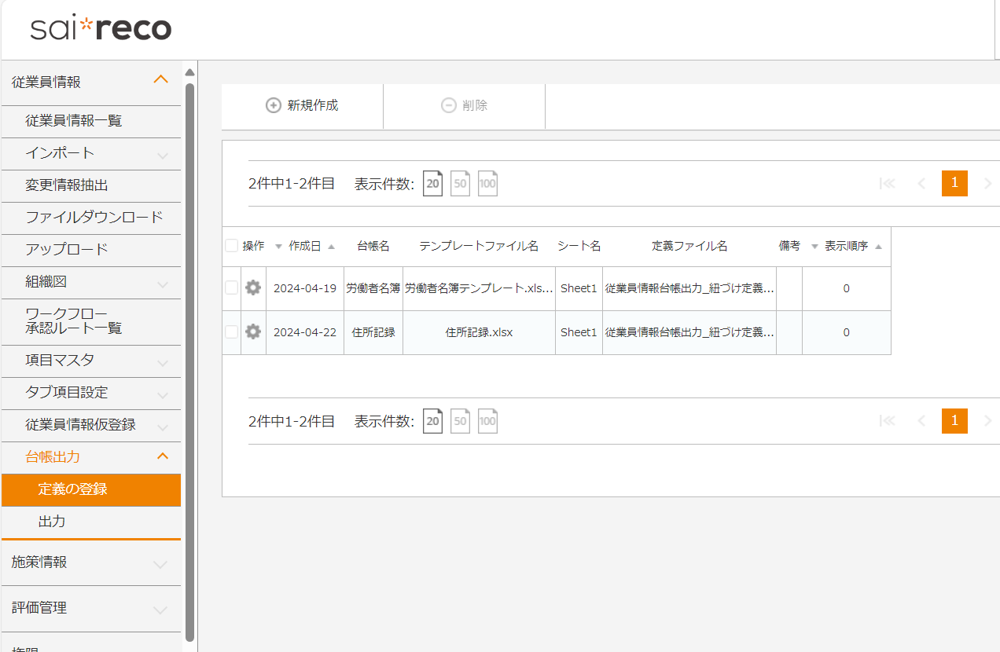 sai*reco
従業員情報
従業員情報一覧
インポート
変更情報抽出
ファイルダウンロード
アップロード
組織図
ワークフロー
承認ルート一覧
項目マスタ
タブ項目設定
従業員情報仮登録
台帳出力
定義の登録
出力
施策情報
評価管理
権限
新規作成 削除
2件中1-2件目 表示件数: 20 50 100 1
操作 作成日 台帳名 テンプレートファイル名 シート名 定義ファイル名 備考 表示順序
2024-04-19 労働者名簿 労働者名簿テンプレート.xls... Sheet1 従業員情報台帳出力_紐づけ定義... 0
2024-04-22 住所記録 住所記録.xlsx Sheet1 従業員情報台帳出力_紐づけ定義... 0
2件中1-2件目 表示件数: 20 50 100 1